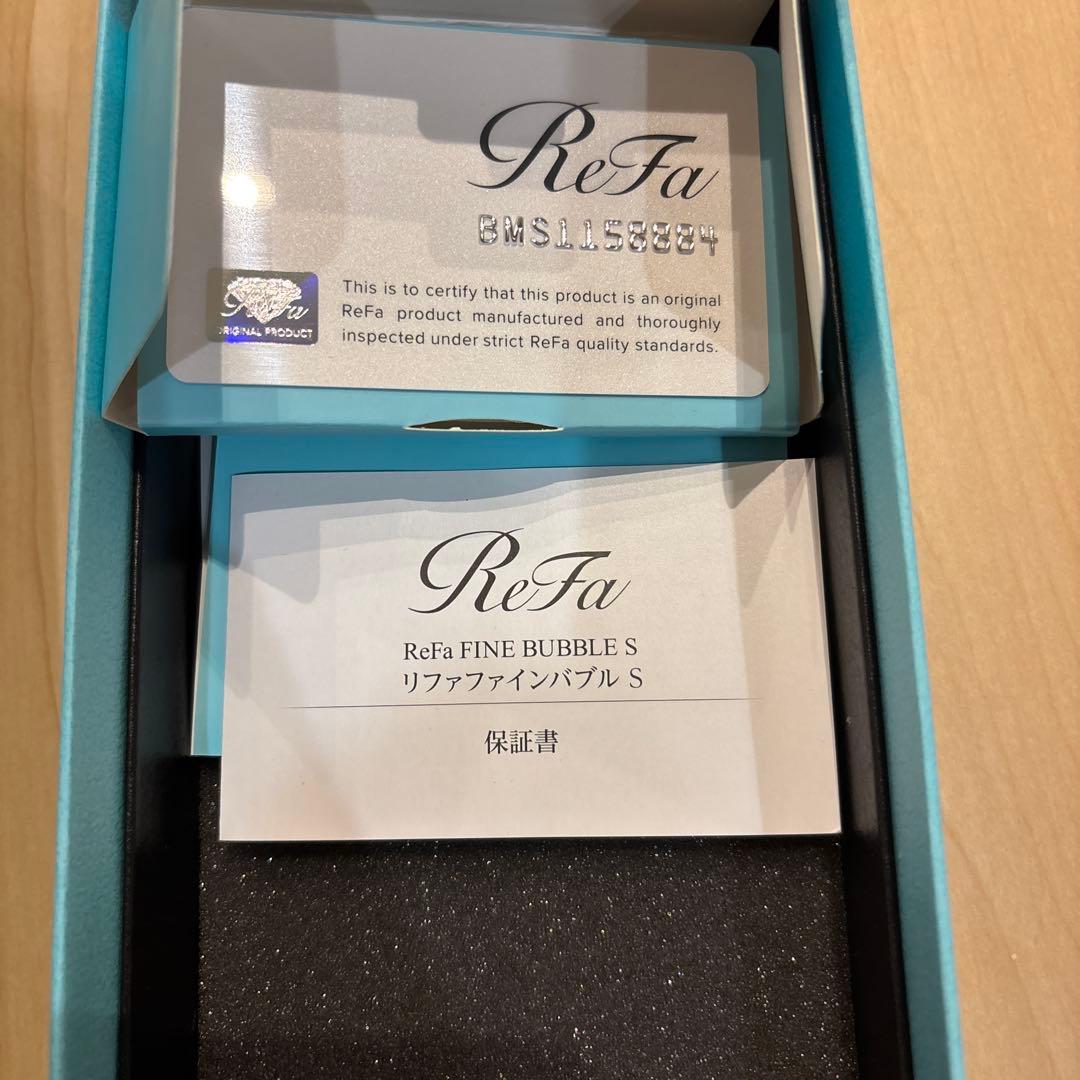 ReFa
BMS1158884
This is to certify that this product is an original
ReFa product manufactured and thoroughly
inspected under strict ReFa quality standards.
ReFa
ORIGINAL PRODUCT
ReFa
ReFa FINE BUBBLE S
リファファインバブル S
保証書